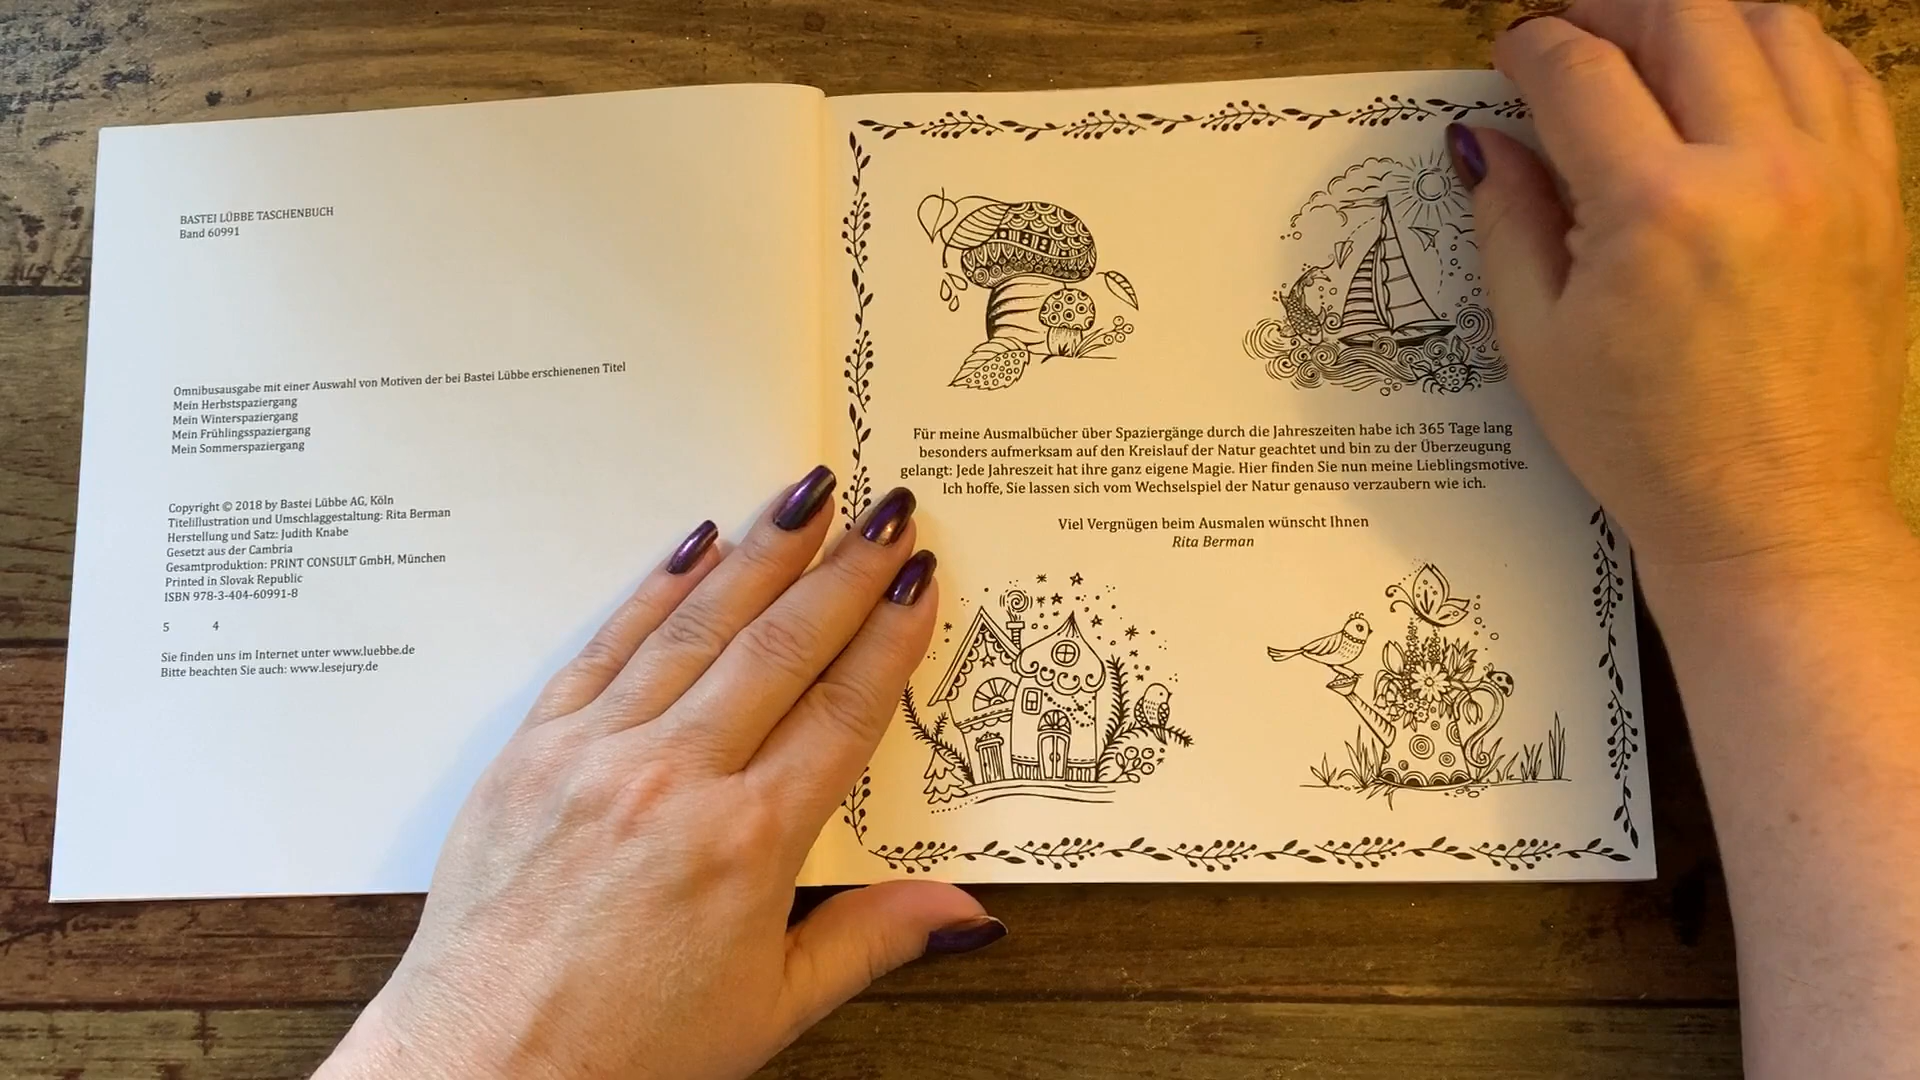 BASTEI LÜBBE TASCHENBUCH
Band 60991
Omnibusausgabe mit einer Auswahl von Motiven der bei Bastei Lübbe erschienenen Titel
Mein Herbstspaziergang
Mein Winterspaziergang
Mein Frühlingsspaziergang
Mein Sommerspaziergang
Copyright © 2018 by Bastei Lübbe AG, Köln
Titelillustration und Umschlaggestaltung: Rita Berman
Herstellung und Satz: Judith Knabe
Gesetzt aus der Cambria
Gesamtproduktion: PRINT CONSULT GmbH, München
Printed in Slovak Republic
ISBN 978-3-404-60991-8
5 4
Sie finden uns im Internet unter www.luebbe.de
Bitte beachten Sie auch: www.lesejury.de
Für meine Ausmalbücher über Spaziergänge durch die Jahreszeiten habe ich 365 Tage lang
besonders aufmerksam auf den Kreislauf der Natur geachtet und bin zu der Überzeugung
gelangt: Jede Jahreszeit hat ihre ganz eigene Magie. Hier finden Sie nun meine Lieblingsmotive.
Ich hoffe, Sie lassen sich vom Wechselspiel der Natur genauso verzaubern wie ich.
Viel Vergnügen beim Ausmalen wünscht Ihnen
Rita Berman